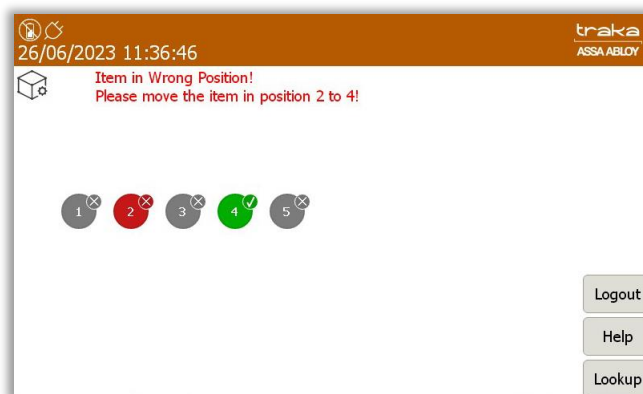 traka
26/06/2023 11:36:46
ASSA ABLOY
Item in Wrong Position!
Please move the item in position 2 to 4!
1 2 3 4 5
Logout
Help
Lookup